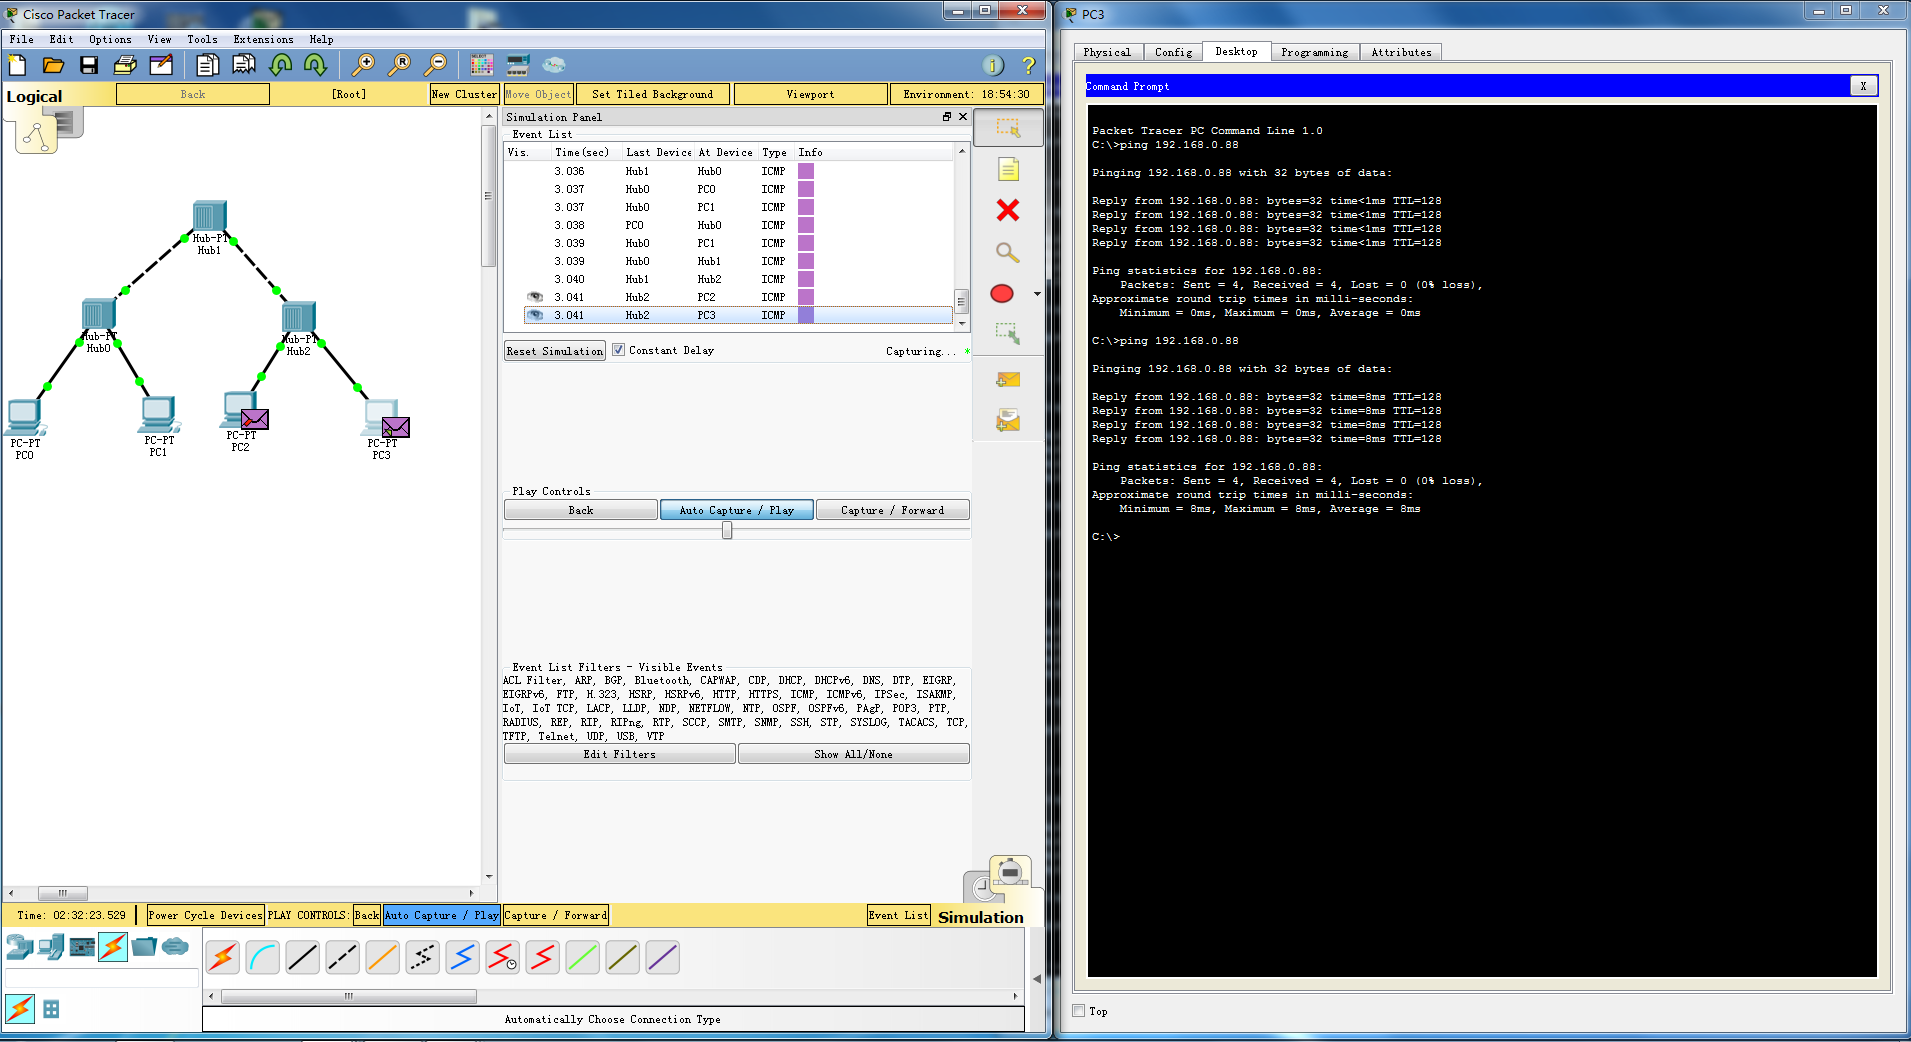 Cisco Packet Tracer
File Edit Options View Tools Extensions Help
Logical
Back
[Root]
New Cluster
Move Object
Set Tiled Background
Viewport
Environment: 18:54:30
Hub-PT
Hub1
Hub-PT
Hub0
Hub-PT
Hub2
PC-PT
PC0
PC-PT
PC1
PC-PT
PC2
PC-PT
PC3
Simulation Panel
Event List
Vis. Time(sec) Last Device At Device Type Info
3.036 Hub1 Hub0 ICMP
3.037 Hub0 PC0 ICMP
3.037 Hub0 PC1 ICMP
3.038 PC0 Hub0 ICMP
3.039 Hub0 PC1 ICMP
3.039 Hub0 Hub1 ICMP
3.040 Hub1 Hub2 ICMP
3.041 Hub2 PC2 ICMP
3.041 Hub2 PC3 ICMP
Reset Simulation
Constant Delay
Capturing... *
Play Controls
Back
Auto Capture / Play
Capture / Forward
Event List Filters - Visible Events
ACL Filter, ARP, BGP, Bluetooth, CAPWAP, CDP, DHCP, DHCPv6, DNS, DTP, EIGRP,
EIGRPv6, FTP, H.323, HSRP, HSRPv6, HTTP, HTTPS, ICMP, ICMPv6, IPSec, ISAKMP,
IoT, IoT TCP, LACP, LLDP, NDP, NETFLOW, NTP, OSPF, OSPFv6, PAgP, POP3, PTP,
RADIUS, REP, RIP, RIPng, RTP, SCCP, SMTP, SNMP, SSH, STP, SYSLOG, TACACS, TCP,
TFTP, Telnet, UDP, USB, VTP
Edit Filters
Show All/None
Time: 02:32:23.529
Power Cycle Devices
PLAY CONTROLS:
Back
Auto Capture / Play
Capture / Forward
Event List
Simulation
Automatically Choose Connection Type
PC3
Physical
Config
Desktop
Programming
Attributes
Command Prompt
X
Packet Tracer PC Command Line 1.0
C:\>ping 192.168.0.88
Pinging 192.168.0.88 with 32 bytes of data:
Reply from 192.168.0.88: bytes=32 time<1ms TTL=128
Reply from 192.168.0.88: bytes=32 time<1ms TTL=128
Reply from 192.168.0.88: bytes=32 time<1ms TTL=128
Reply from 192.168.0.88: bytes=32 time<1ms TTL=128
Ping statistics for 192.168.0.88:
Packets: Sent = 4, Received = 4, Lost = 0 (0% loss),
Approximate round trip times in milli-seconds:
Minimum = 0ms, Maximum = 0ms, Average = 0ms
C:\>ping 192.168.0.88
Pinging 192.168.0.88 with 32 bytes of data:
Reply from 192.168.0.88: bytes=32 time=8ms TTL=128
Reply from 192.168.0.88: bytes=32 time=8ms TTL=128
Reply from 192.168.0.88: bytes=32 time=8ms TTL=128
Reply from 192.168.0.88: bytes=32 time=8ms TTL=128
Ping statistics for 192.168.0.88:
Packets: Sent = 4, Received = 4, Lost = 0 (0% loss),
Approximate round trip times in milli-seconds:
Minimum = 8ms, Maximum = 8ms, Average = 8ms
C:\>
Top